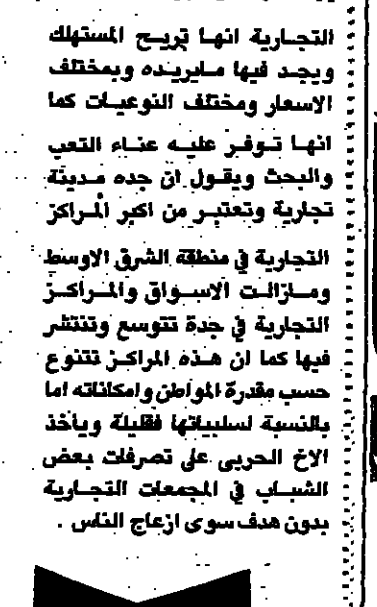 التجارية انها تريح المستهلك
ويجد فيها مايريده وبمختلف
الاسعار ومختلف النوعيات كما
انها توفر عليه عناء التعب
والبحث ويقول ان جده مدينة
تجارية وتعتبر من اكبر المراكز
التجارية في منطقة الشرق الاوسط
ومازالت الاسواق والمراكز
التجارية في جدة تتوسع وتنتشر
فيها كما ان هذه المراكز تتنوع
حسب مقدرة المواطن وامكاناته اما
بالنسبة لسلبياتها فقليلة وياخذ
الاخ الحربي على تصرفات بعض
الشباب في المجمعات التجارية
بدون هدف سوى ازعاج الناس .